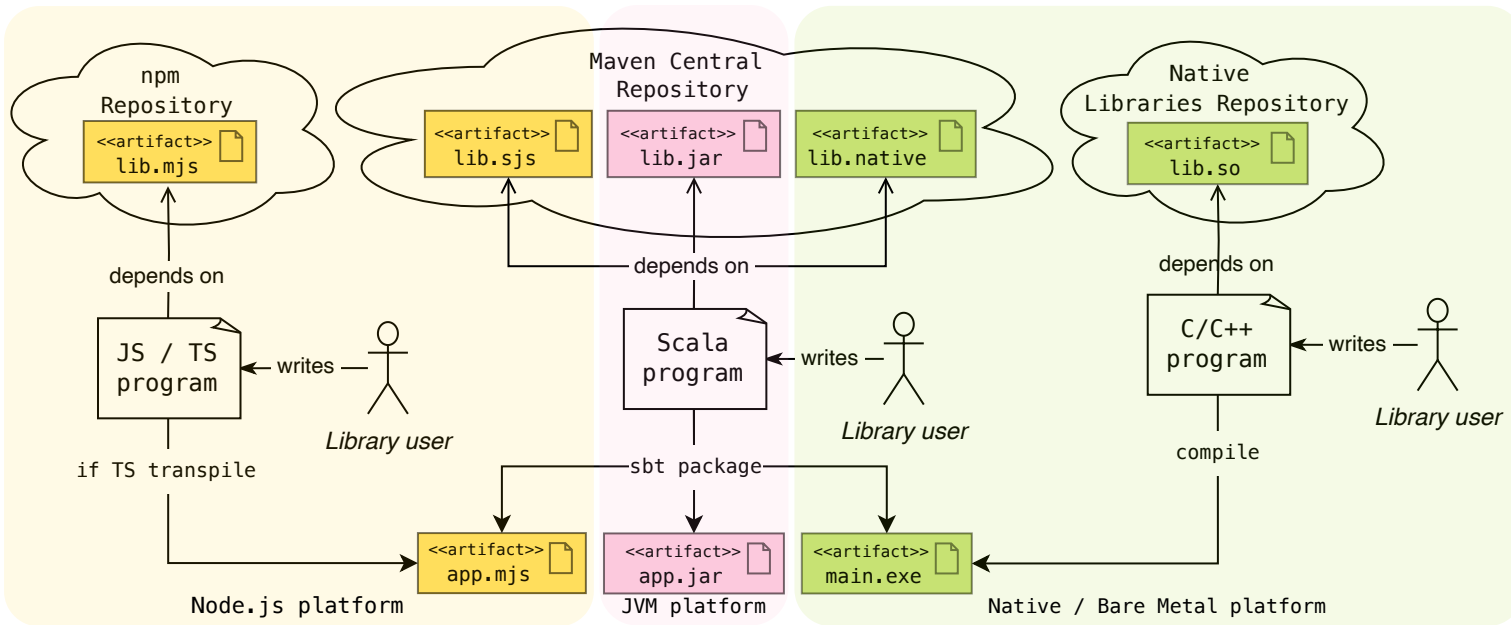 npm
Repository
<<artifact>>
lib.mjs
Maven Central
Repository
<<artifact>>
lib.sjs
<<artifact>>
lib.jar
<<artifact>>
lib.native
Native
Libraries Repository
<<artifact>>
lib.so
depends on
depends on
depends on
JS / TS
program
writes
Library user
Scala
program
writes
Library user
C/C++
program
writes
Library user
if TS transpile
sbt package
compile
<<artifact>>
app.mjs
<<artifact>>
app.jar
<<artifact>>
main.exe
Node.js platform
JVM platform
Native / Bare Metal platform